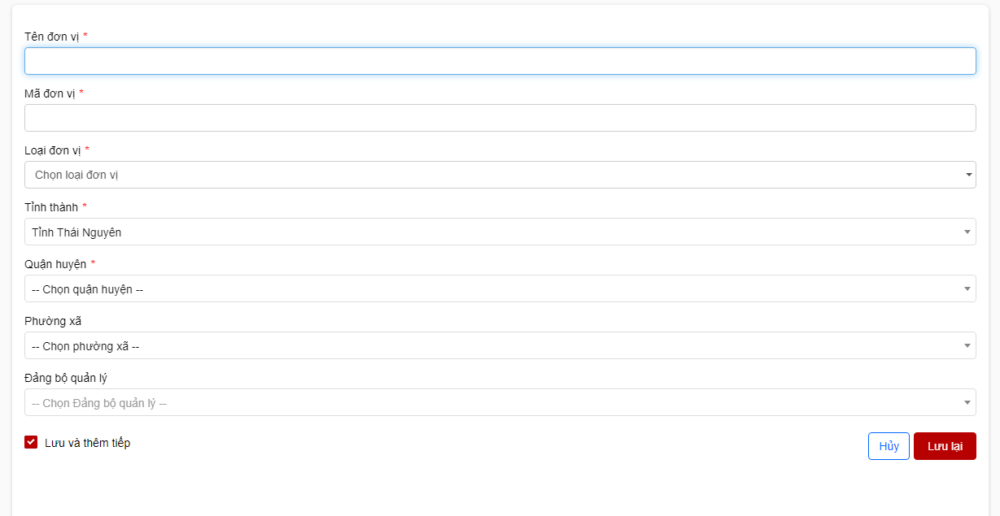 Tên đơn vị *
Mã đơn vị *
Loại đơn vị *
Chọn loại đơn vị
Tỉnh thành *
Tỉnh Thái Nguyên
Quận huyện *
-- Chọn quận huyện --
Phường xã
-- Chọn phường xã --
Đảng bộ quản lý
-- Chọn Đảng bộ quản lý --
Lưu và thêm tiếp
Hủy
Lưu lại